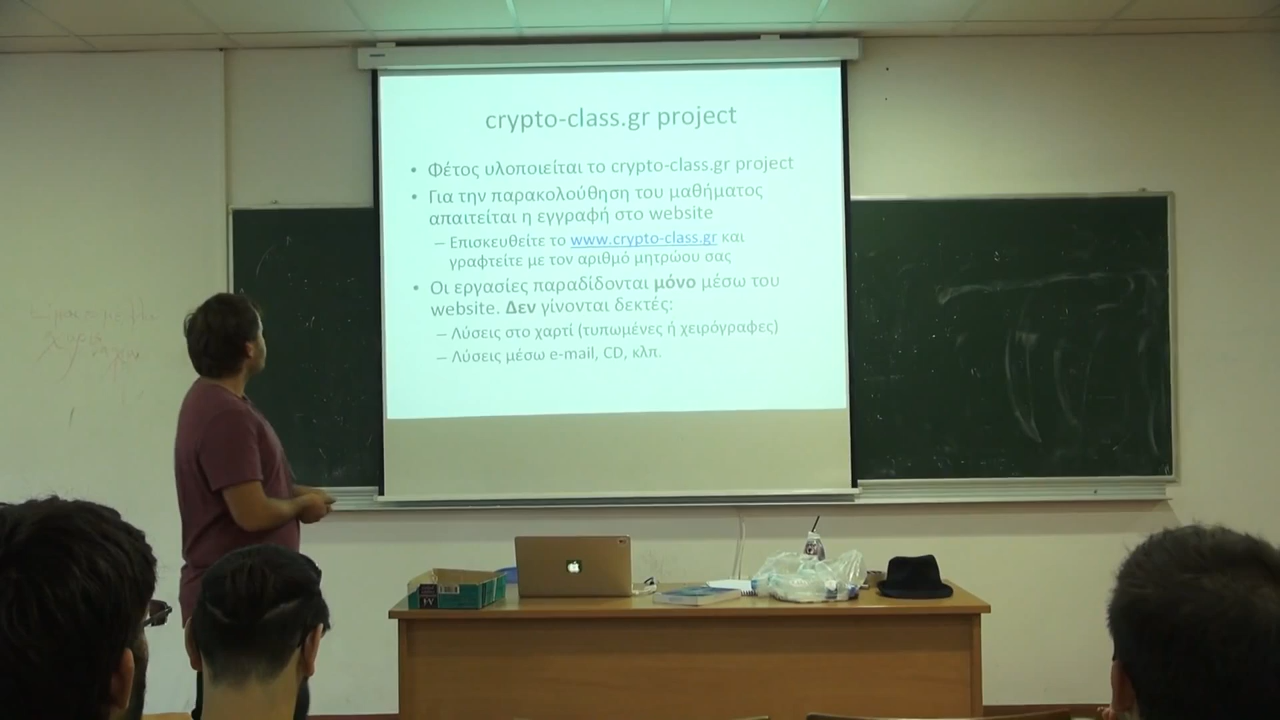 crypto-class.gr project
• Φέτος υλοποιείται το crypto-class.gr project
• Για την παρακολούθηση του μαθήματος
απαιτείται η εγγραφή στο website
– Επισκευθείτε το www.crypto-class.gr και
γραφτείτε με τον αριθμό μητρώου σας
• Οι εργασίες παραδίδονται μόνο μέσω του
website. Δεν γίνονται δεκτές:
– Λύσεις στο χαρτί (τυπωμένες ή χειρόγραφες)
– Λύσεις μέσω e-mail, CD, κλπ.